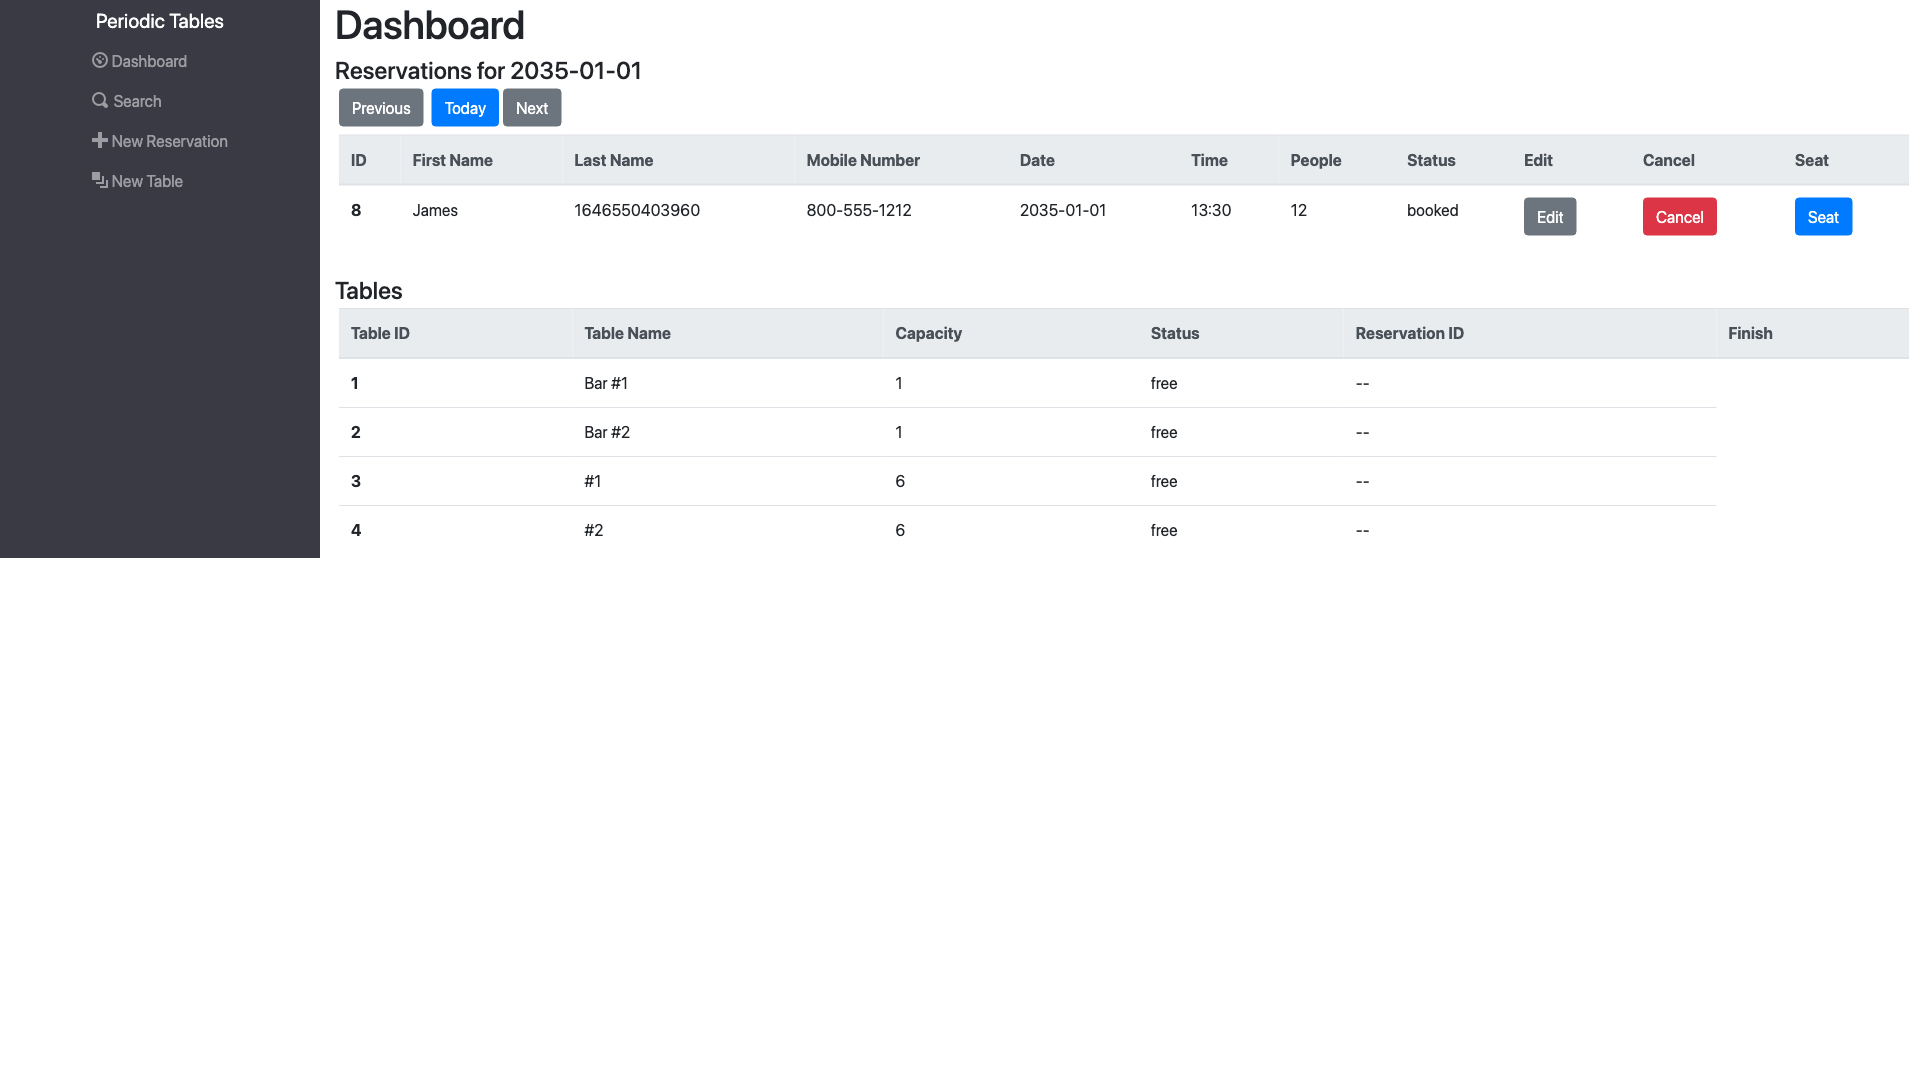 Periodic Tables
Dashboard
Search
New Reservation
New Table
Dashboard
Reservations for 2035-01-01
Previous Today Next
ID First Name Last Name Mobile Number Date Time People Status Edit Cancel Seat
8 James 1646550403960 800-555-1212 2035-01-01 13:30 12 booked Edit Cancel Seat
Tables
Table ID Table Name Capacity Status Reservation ID Finish
1 Bar #1 1 free --
2 Bar #2 1 free --
3 #1 6 free --
4 #2 6 free --